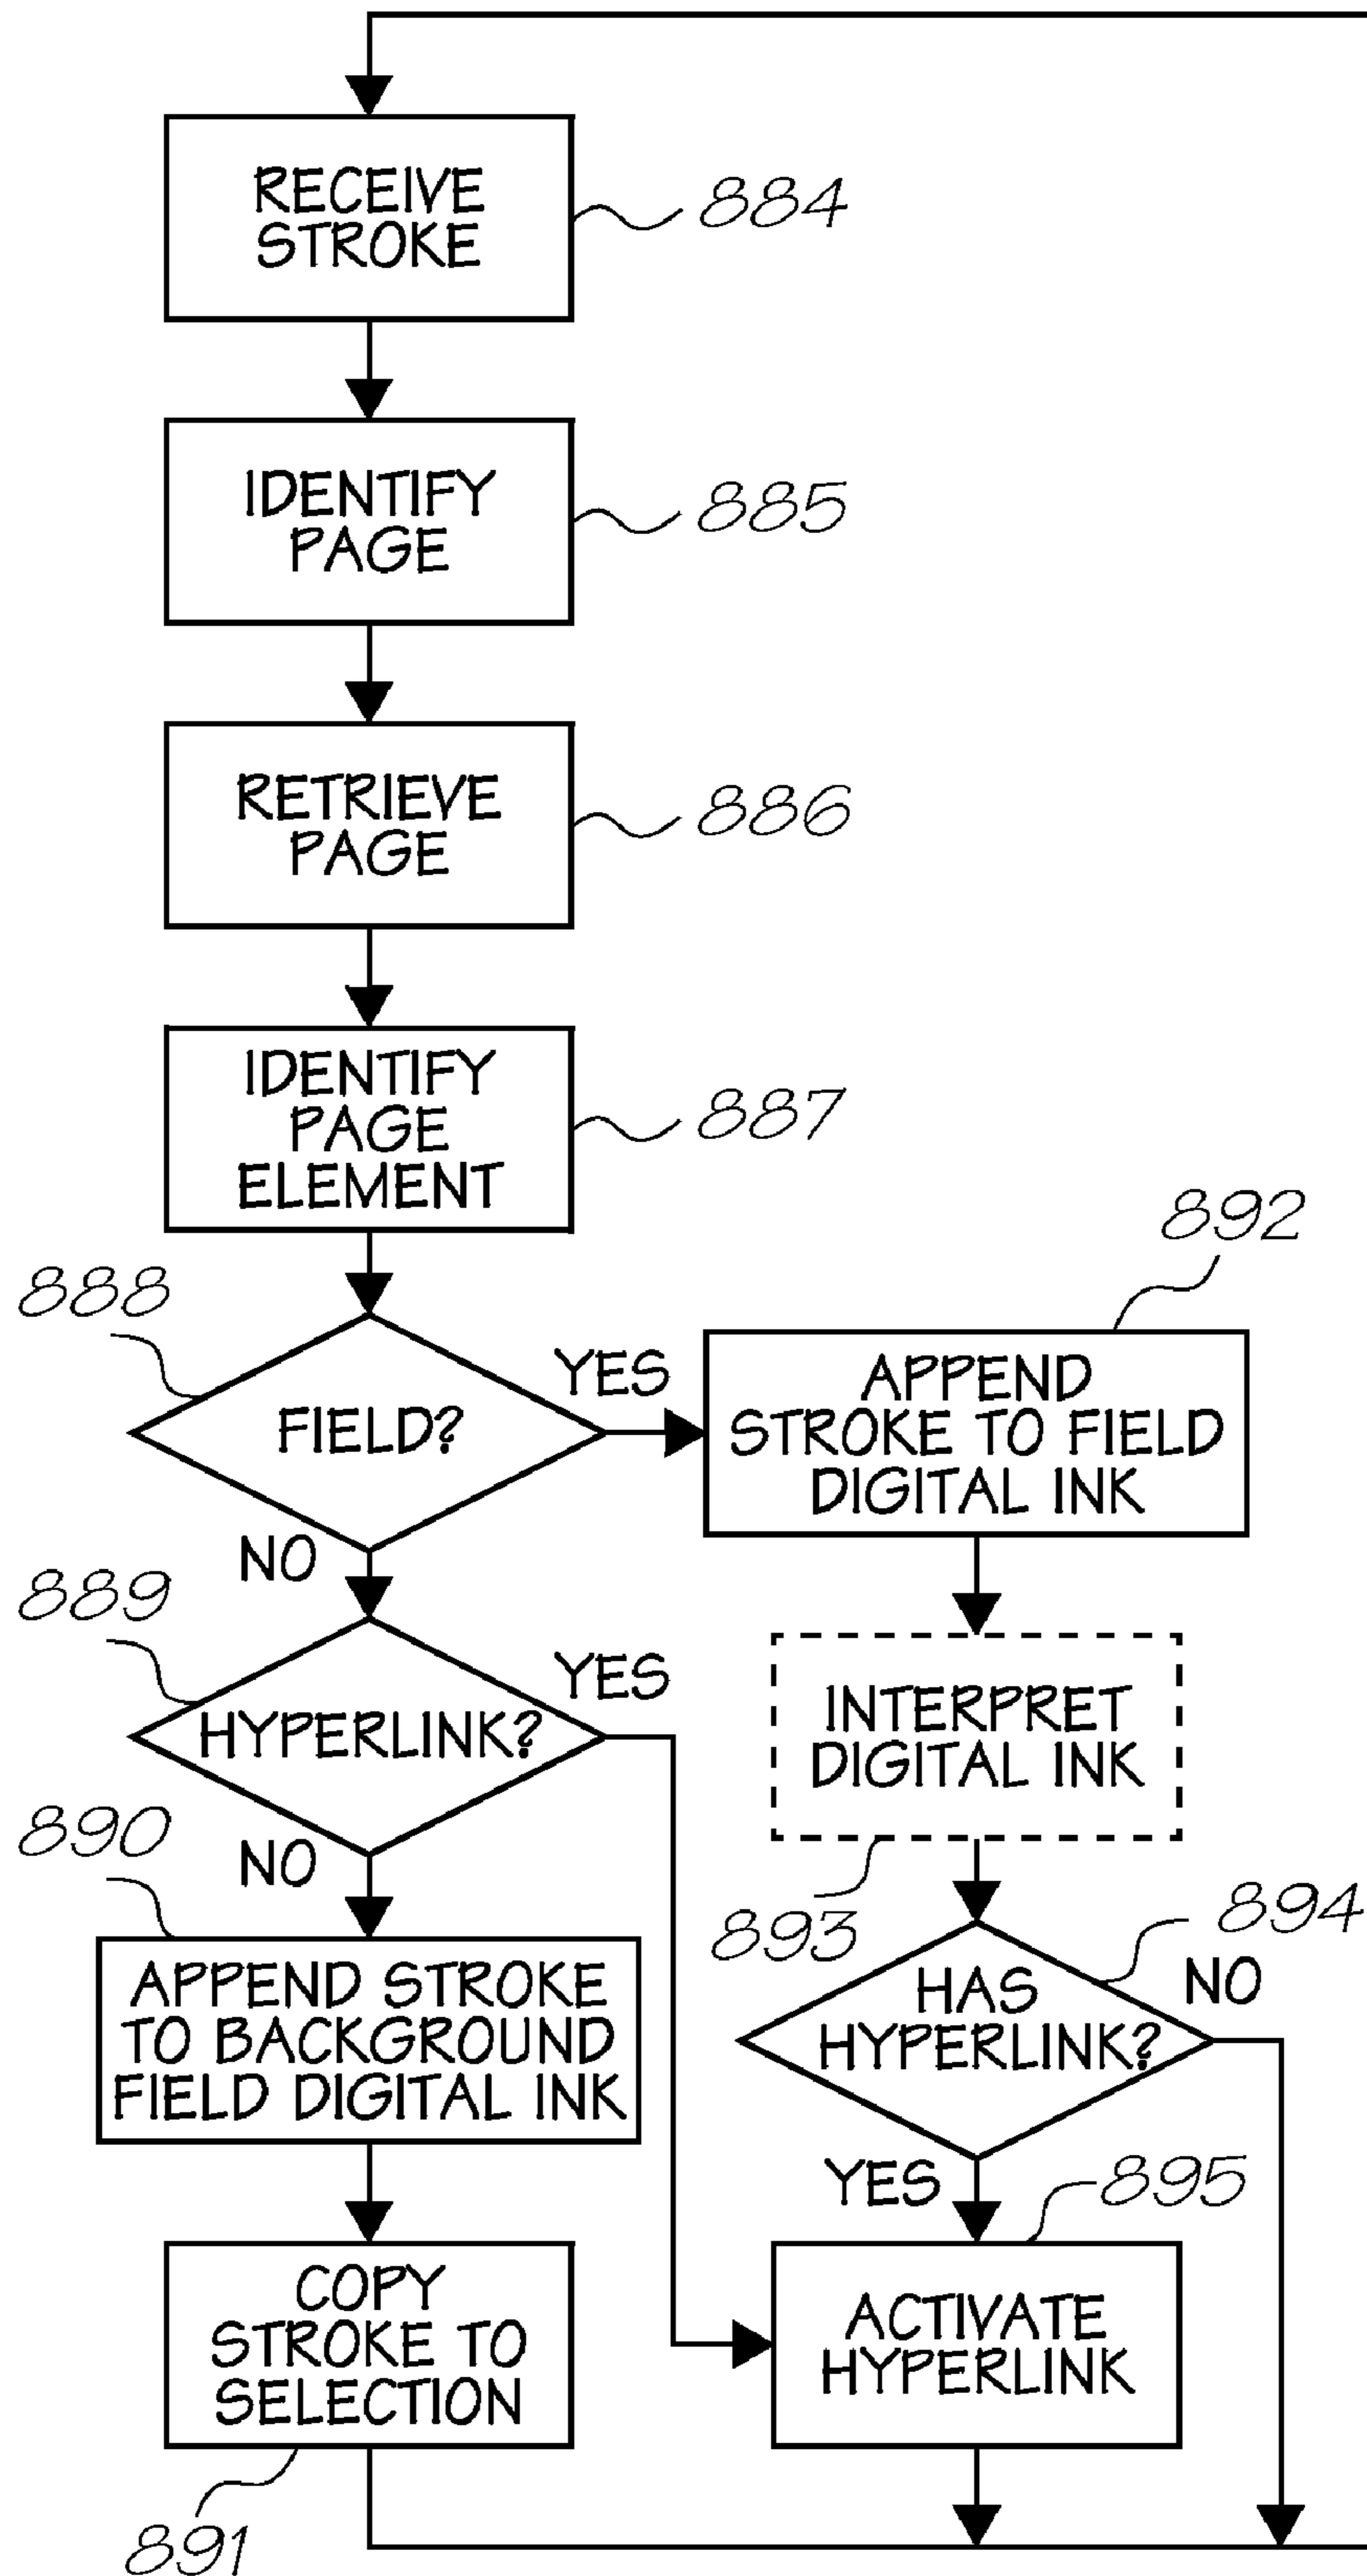 RECEIVE
STROKE
884
IDENTIFY
PAGE
885
RETRIEVE
PAGE
886
IDENTIFY
PAGE
ELEMENT
887
888
FIELD?
YES
NO
892
APPEND
STROKE TO FIELD
DIGITAL INK
889
HYPERLINK?
YES
NO
INTERPRET
DIGITAL INK
893
890
APPEND STROKE
TO BACKGROUND
FIELD DIGITAL INK
894
HAS
HYPERLINK?
NO
YES
895
COPY
STROKE TO
SELECTION
891
ACTIVATE
HYPERLINK